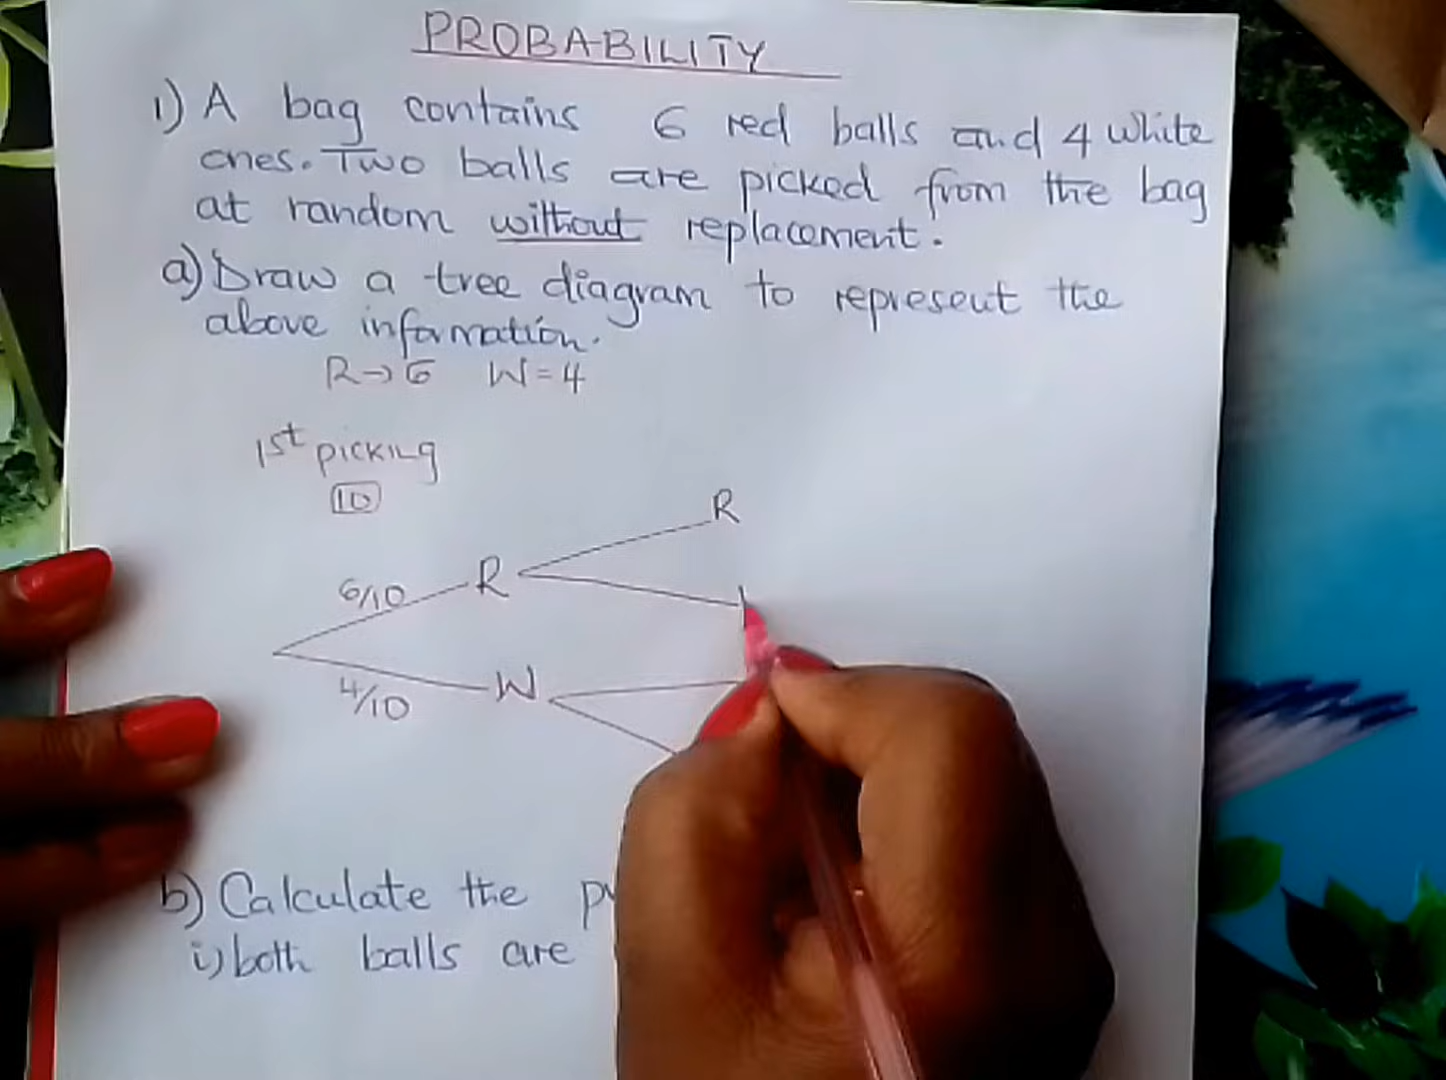 PROBABILITY
1) A bag contains 6 red balls and 4 white
ones. Two balls are picked from the bag
at random without replacement.
a) Draw a tree diagram to represent the
above information.
R→6 W=4
1st picking
10
R
6/10 R
4/10 W
b) Calculate the
i) both balls are